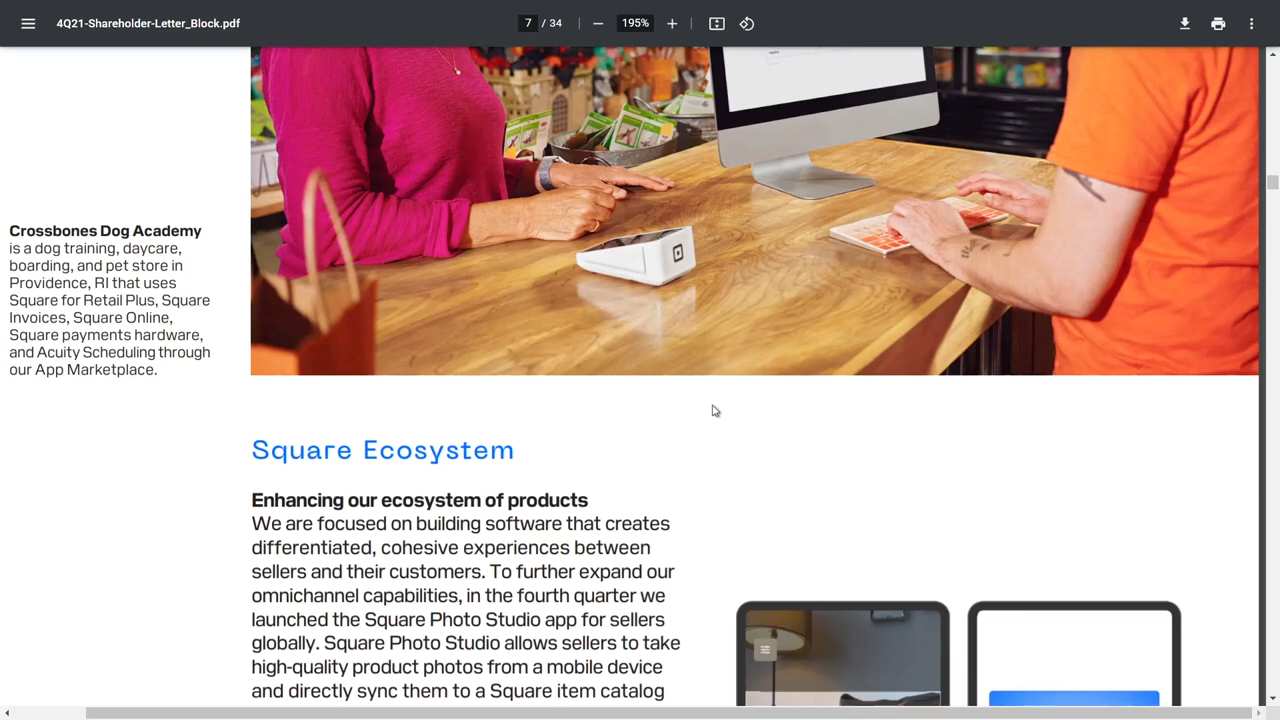 4Q21-Shareholder-Letter_Block.pdf
7 / 34
195%
Crossbones Dog Academy
is a dog training, daycare,
boarding, and pet store in
Providence, RI that uses
Square for Retail Plus, Square
Invoices, Square Online,
Square payments hardware,
and Acuity Scheduling through
our App Marketplace.
Square Ecosystem
Enhancing our ecosystem of products
We are focused on building software that creates
differentiated, cohesive experiences between
sellers and their customers. To further expand our
omnichannel capabilities, in the fourth quarter we
launched the Square Photo Studio app for sellers
globally. Square Photo Studio allows sellers to take
high-quality product photos from a mobile device
and directly sync them to a Square item catalog